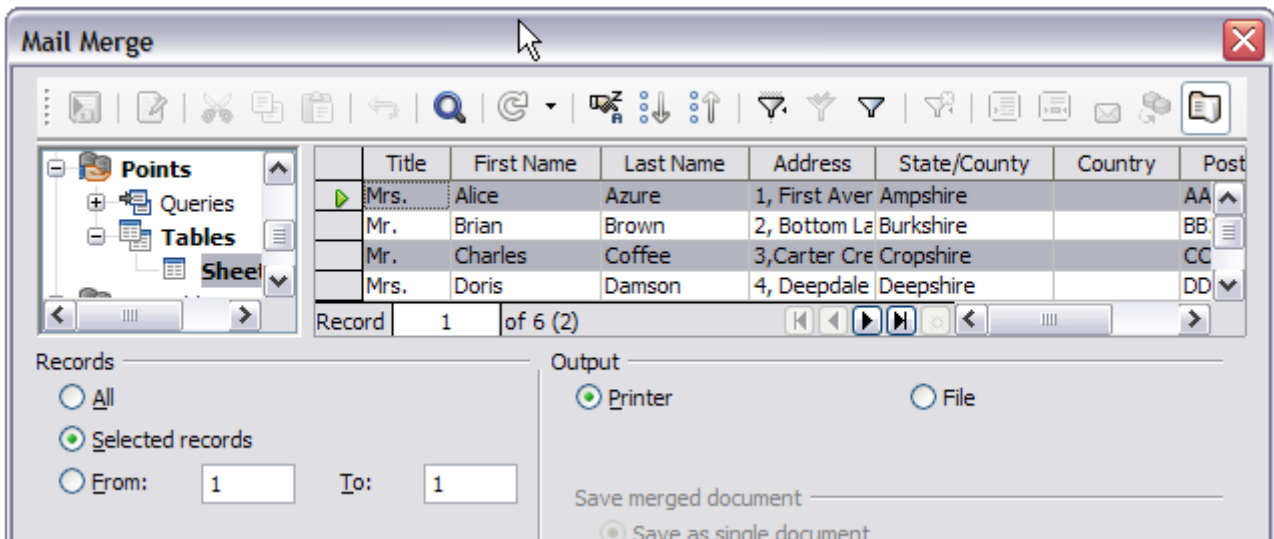 Mail Merge
Points
Queries
Tables
Sheet
Title First Name Last Name Address State/County Country Post
Mrs. Alice Azure 1, First Aver Ampshire AA
Mr. Brian Brown 2, Bottom La Burkshire BB
Mr. Charles Coffee 3,Carter Cre Cropshire CC
Mrs. Doris Damson 4, Deepdale Deepshire DD
Record 1 of 6 (2)
Records Output
All Printer File
Selected records
From: 1 To: 1
Save merged document
Save as single document